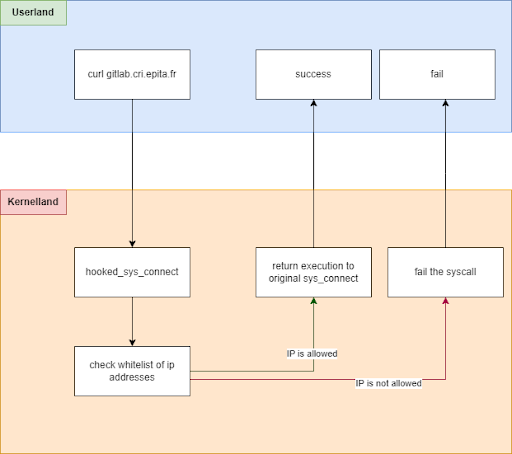 Userland
curl gitlab.cri.epita.fr
success
fail
Kernelland
hooked_sys_connect
return execution to
original sys_connect
fail the syscall
IP is allowed
check whitelist of ip
addresses
IP is not allowed